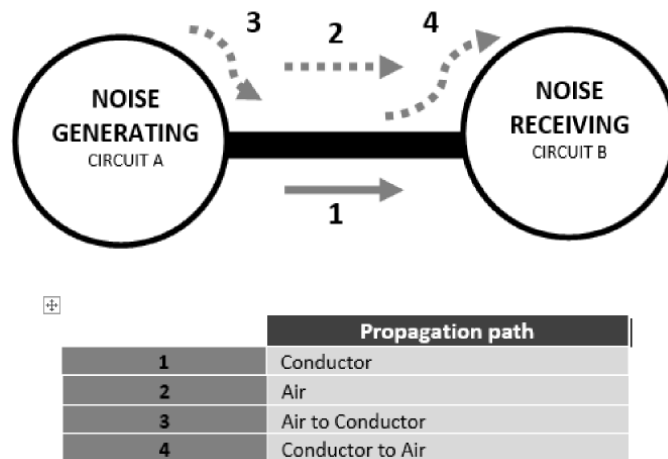 3
2
4
NOISE
GENERATING
CIRCUIT A
NOISE
RECEIVING
CIRCUIT B
1
Propagation path
1 Conductor
2 Air
3 Air to Conductor
4 Conductor to Air